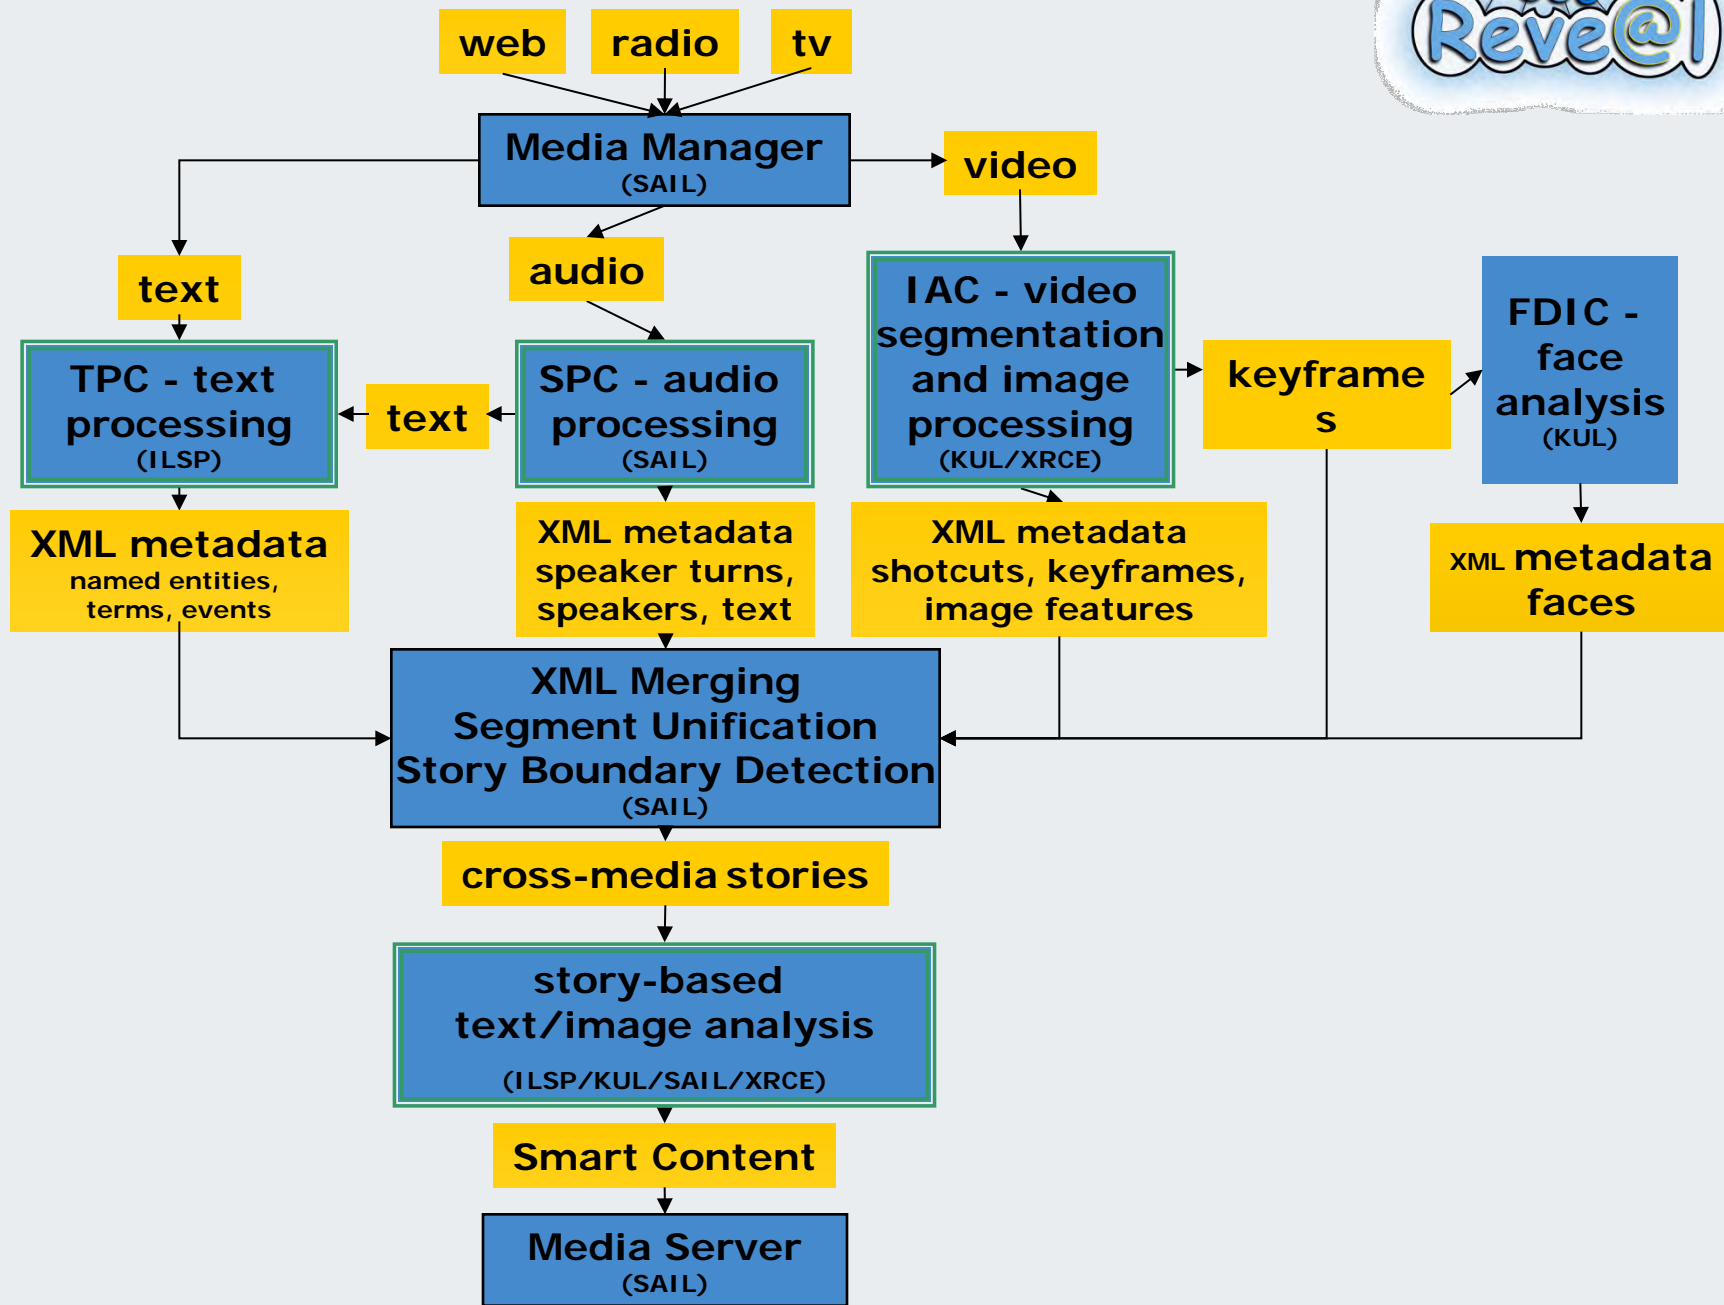 Reve@l
web
radio
tv
Media Manager
(SAIL)
video
text
audio
IAC - video
segmentation
and image
processing
(KUL/XRCE)
FDIC -
face
analysis
(KUL)
keyframe
s
TPC - text
processing
(ILSP)
text
SPC - audio
processing
(SAIL)
XML metadata
named entities,
terms, events
XML metadata
speaker turns,
speakers, text
XML metadata
shotcuts, keyframes,
image features
XML metadata
faces
XML Merging
Segment Unification
Story Boundary Detection
(SAIL)
cross-media stories
story-based
text/image analysis
(ILSP/KUL/SAIL/XRCE)
Smart Content
Media Server
(SAIL)